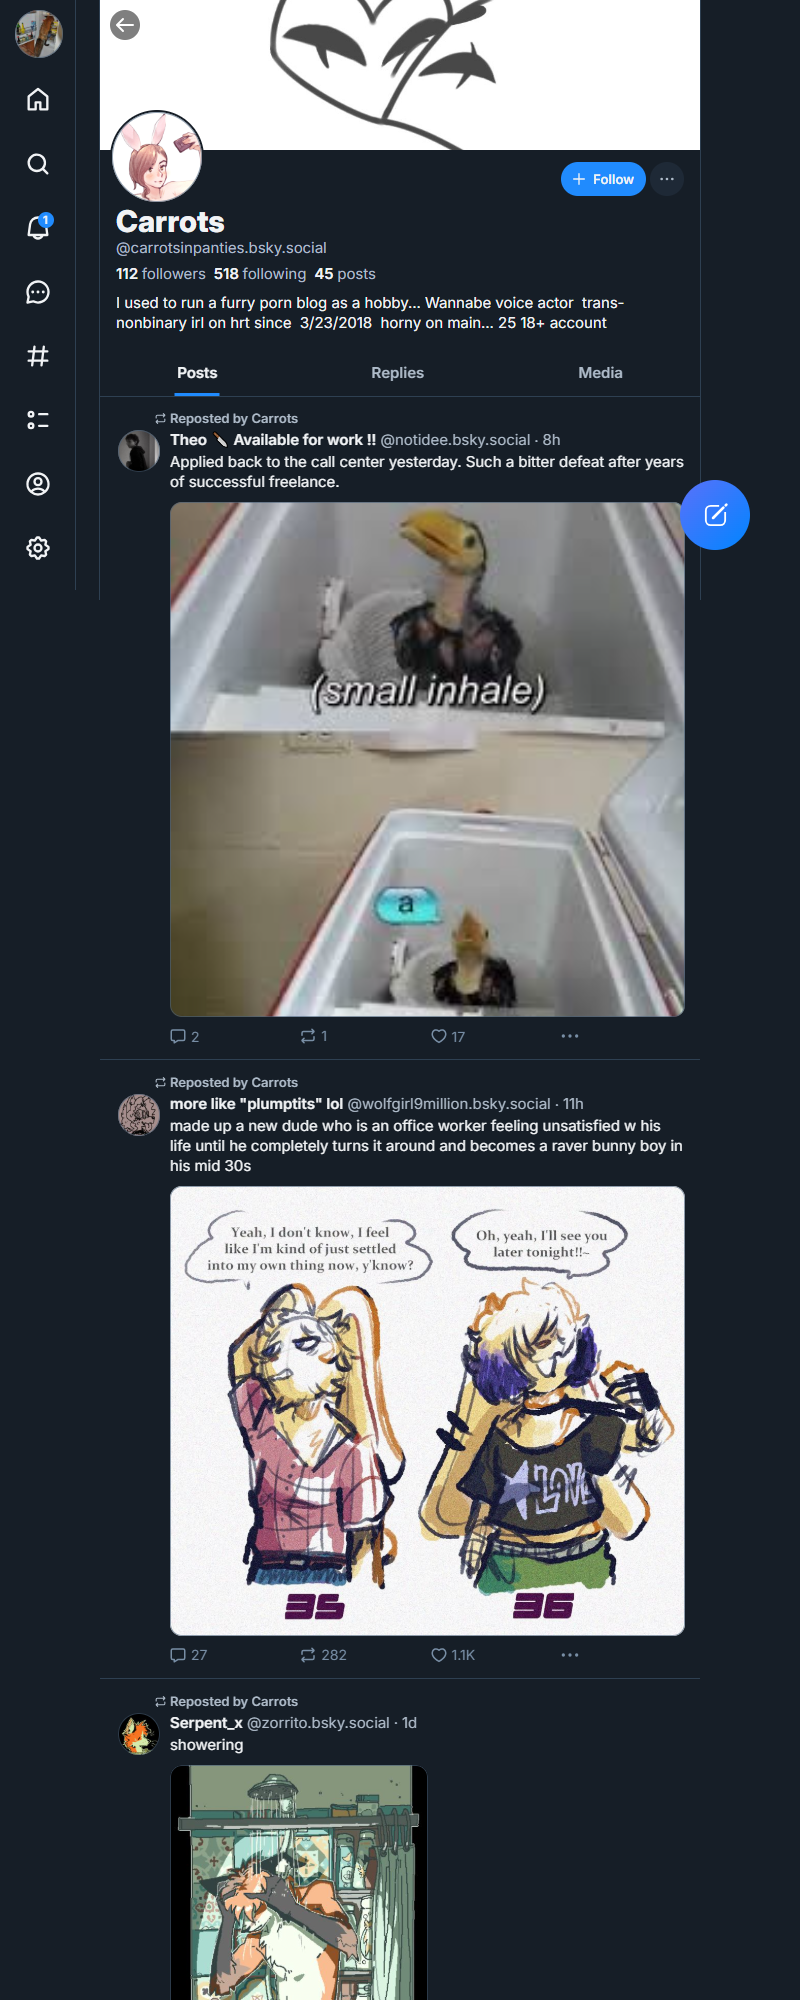 1
Follow
Carrots
@carrotsinpanties.bsky.social
112 followers 518 following 45 posts
I used to run a furry porn blog as a hobby... Wannabe voice actor trans-
nonbinary irl on hrt since 3/23/2018 horny on main... 25 18+ account
Posts Replies Media
Reposted by Carrots
Theo 🔪 Available for work !! @notidee.bsky.social · 8h
Applied back to the call center yesterday. Such a bitter defeat after years
of successful freelance.
(small inhale)
a
2 1 17
Reposted by Carrots
more like "plumptits" lol @wolfgirl9million.bsky.social · 11h
made up a new dude who is an office worker feeling unsatisfied w his
life until he completely turns it around and becomes a raver bunny boy in
his mid 30s
Yeah, I don't know, I feel
like I'm kind of just settled
into my own thing now, y'know?
Oh, yeah, I'll see you
later tonight!!~
LOVE
35 36
27 282 1.1K
Reposted by Carrots
Serpent_x @zorrito.bsky.social · 1d
showering